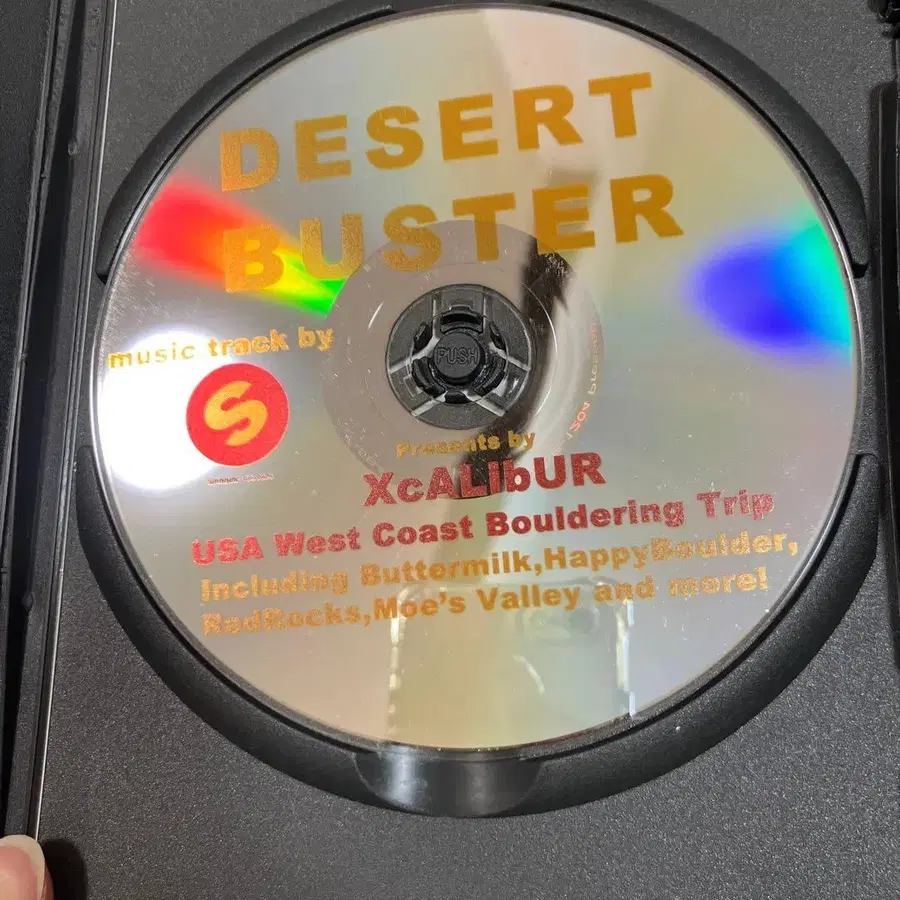 DESERT
BUSTER
music track by
S
PUSH
Presents by
XcALIbUR
USA West Coast Bouldering Trip
Including Buttermilk,HappyBoulder,
RedRocks,Moe's Valley and more!